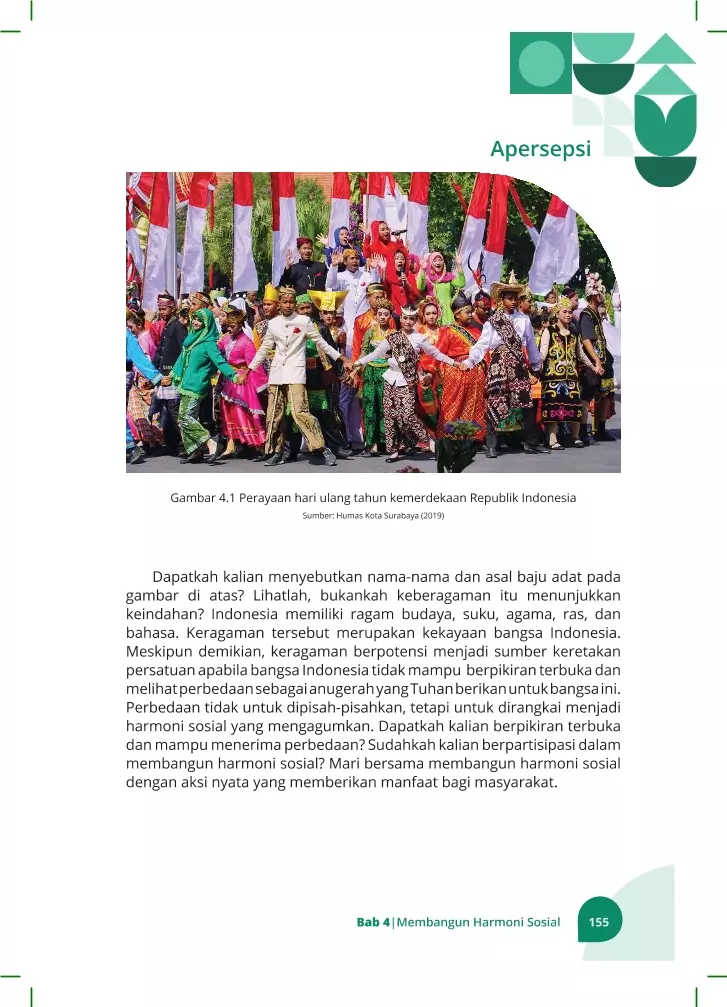 Apersepsi
Gambar 4.1 Perayaan hari ulang tahun kemerdekaan Republik Indonesia
Sumber: Humas Kota Surabaya (2019)
Dapatkah kalian menyebutkan nama-nama dan asal baju adat pada
gambar di atas? Lihatlah, bukankah keberagaman itu menunjukkan
keindahan? Indonesia memiliki ragam budaya, suku, agama, ras, dan
bahasa. Keragaman tersebut merupakan kekayaan bangsa Indonesia.
Meskipun demikian, keragaman berpotensi menjadi sumber keretakan
persatuan apabila bangsa Indonesia tidak mampu berpikiran terbuka dan
melihat perbedaan sebagai anugerah yang Tuhan berikan untuk bangsa ini.
Perbedaan tidak untuk dipisah-pisahkan, tetapi untuk dirangkai menjadi
harmoni sosial yang mengagumkan. Dapatkah kalian berpikiran terbuka
dan mampu menerima perbedaan? Sudahkah kalian berpartisipasi dalam
membangun harmoni sosial? Mari bersama membangun harmoni sosial
dengan aksi nyata yang memberikan manfaat bagi masyarakat.
Bab 4|Membangun Harmoni Sosial 155